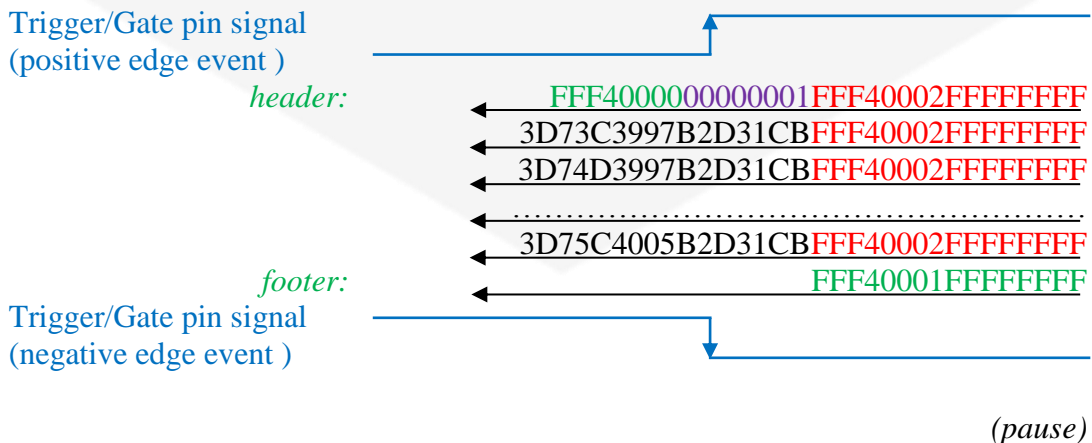 Trigger/Gate pin signal
(positive edge event )
header: FFF4000000000001FFF40002FFFFFFFF
3D73C3997B2D31CBFFF40002FFFFFFFF
3D74D3997B2D31CBFFF40002FFFFFFFF
……………………………………………….
3D75C4005B2D31CBFFF40002FFFFFFFF
footer: FFF40001FFFFFFFF
Trigger/Gate pin signal
(negative edge event )
(pause)